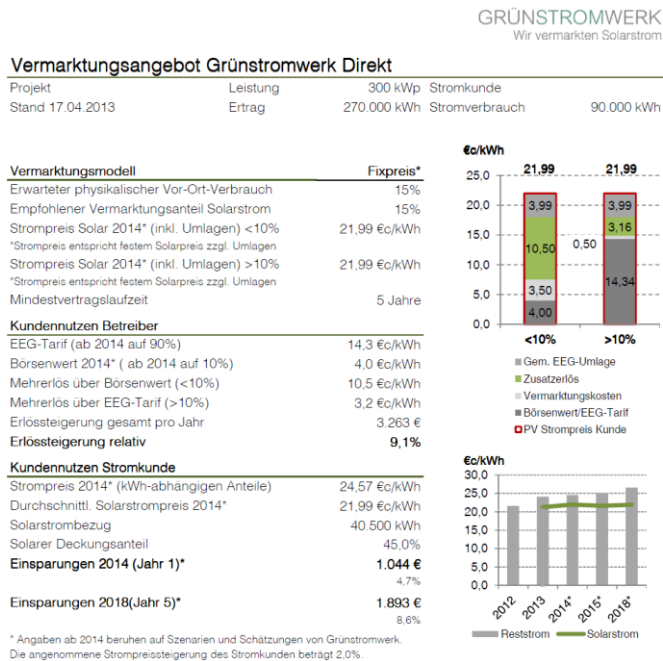 GRÜNSTROMWERK
Wir vermarkten Solarstrom
Vermarktungsangebot Grünstromwerk Direkt
Projekt Leistung 300 kWp Stromkunde
Stand 17.04.2013 Ertrag 270.000 kWh Stromverbrauch 90.000 kWh
Vermarktungsmodell Fixpreis*
Erwarteter physikalischer Vor-Ort-Verbrauch 15%
Empfohlener Vermarktungsanteil Solarstrom 15%
Strompreis Solar 2014* (inkl. Umlagen) <10% 21,99 €c/kWh
*Strompreis entspricht festem Solarpreis zzgl. Umlagen
Strompreis Solar 2014* (inkl. Umlagen) >10% 21,99 €c/kWh
*Strompreis entspricht festem Solarpreis zzgl. Umlagen
Mindestvertragslaufzeit 5 Jahre
Kundennutzen Betreiber
EEG-Tarif (ab 2014 auf 90%) 14,3 €c/kWh
Börsenwert 2014* ( ab 2014 auf 10%) 4,0 €c/kWh
Mehrerlös über Börsenwert (<10%) 10,5 €c/kWh
Mehrerlös über EEG-Tarif (>10%) 3,2 €c/kWh
Erlössteigerung gesamt pro Jahr 3.263 €
Erlössteigerung relativ 9,1%
Kundennutzen Stromkunde
Strompreis 2014* (kWh-abhängigen Anteile) 24,57 €c/kWh
Durchschnittl. Solarstrompreis 2014* 21,99 €c/kWh
Solarstrombezug 40.500 kWh
Solarer Deckungsanteil 45,0%
Einsparungen 2014 (Jahr 1)* 1.044 €
4,7%
Einsparungen 2018(Jahr 5)* 1.893 €
8,6%
* Angaben ab 2014 beruhen auf Szenarien und Schätzungen von Grünstromwerk.
Die angenommene Strompreissteigerung des Stromkunden beträgt 2,0%.
€c/kWh
21,99 21,99
25,0
20,0
15,0
10,0
5,0
0,0
3,99 3,99
10,50 3,16
0,50
3,50 14,34
4,00
<10% >10%
Gem. EEG-Umlage
Zusatzerlös
Vermarktungskosten
Börsenwert/EEG-Tarif
PV Strompreis Kunde
€c/kWh
30,0
25,0
20,0
15,0
10,0
5,0
0,0
2012 2013 2014* 2015* 2018*
Reststrom Solarstrom